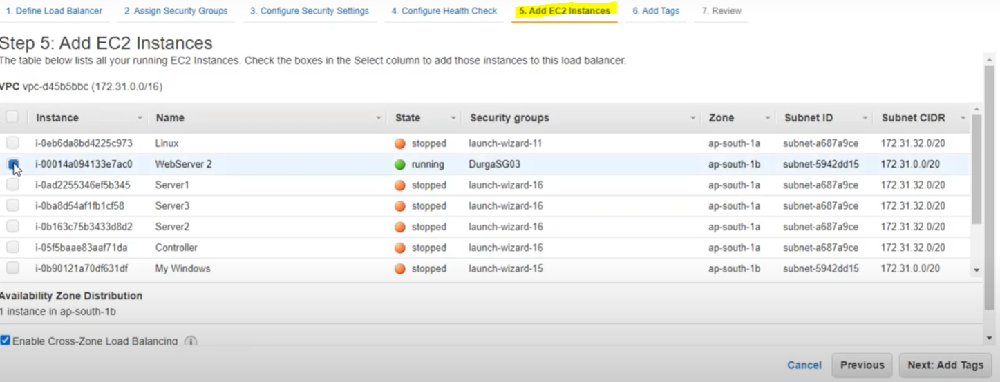 1. Define Load Balancer 2. Assign Security Groups 3. Configure Security Settings 4. Configure Health Check 5. Add EC2 Instances 6. Add Tags 7. Review
Step 5: Add EC2 Instances
The table below lists all your running EC2 Instances. Check the boxes in the Select column to add those instances to this load balancer.
VPC vpc-d45b5bbc (172.31.0.0/16)
Instance Name State Security groups Zone Subnet ID Subnet CIDR
i-0eb6da8bd4225c973 Linux stopped launch-wizard-11 ap-south-1a subnet-a687a9ce 172.31.32.0/20
i-00014a094133e7ac0 WebServer 2 running DurgaSG03 ap-south-1b subnet-5942dd15 172.31.0.0/20
i-0ad2255346ef5b345 Server1 stopped launch-wizard-16 ap-south-1a subnet-a687a9ce 172.31.32.0/20
i-0ba8d54af1fb1cf58 Server3 stopped launch-wizard-16 ap-south-1a subnet-a687a9ce 172.31.32.0/20
i-0b163c75b3433d8d2 Server2 stopped launch-wizard-16 ap-south-1a subnet-a687a9ce 172.31.32.0/20
i-05f5baae83aaf71da Controller stopped launch-wizard-16 ap-south-1a subnet-a687a9ce 172.31.32.0/20
i-0b90121a70df631df My Windows stopped launch-wizard-15 ap-south-1b subnet-5942dd15 172.31.0.0/20
Availability Zone Distribution
1 instance in ap-south-1b
Enable Cross-Zone Load Balancing
Cancel Previous Next: Add Tags